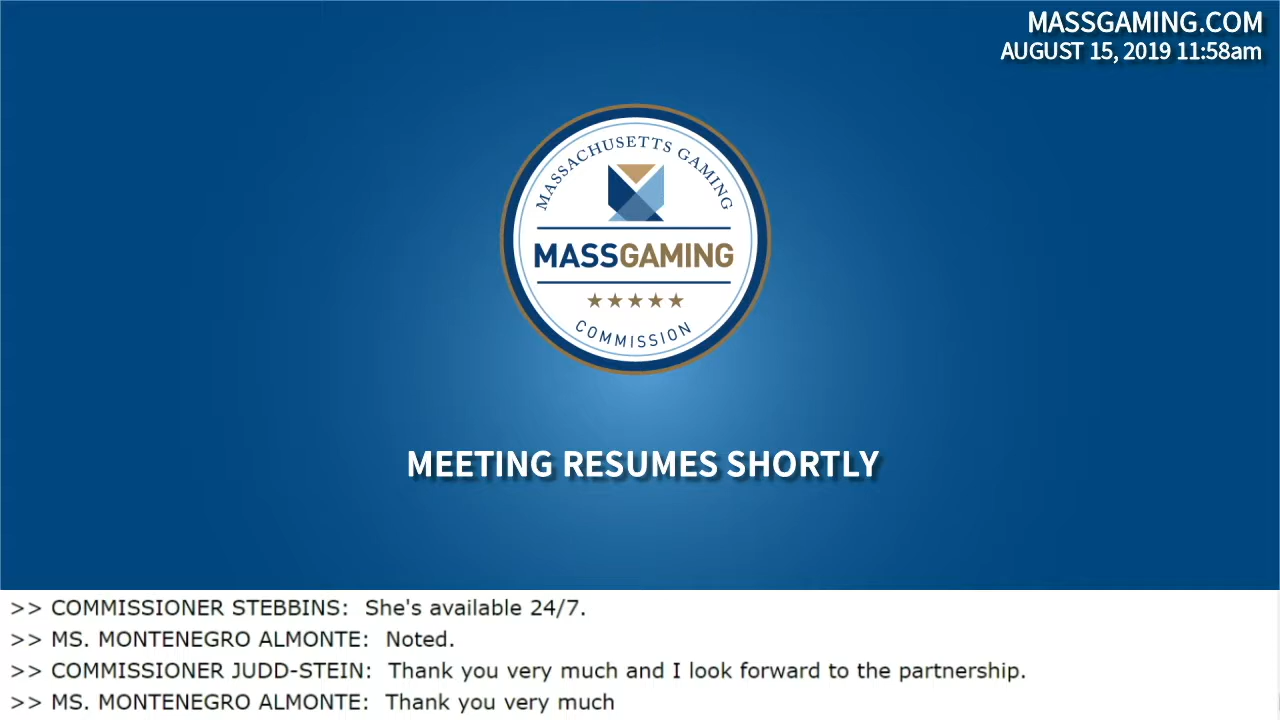 MASSGAMING.COM
AUGUST 15, 2019 11:58am
MASSACHUSETTS GAMING
MASSGAMING
COMMISSION
MEETING RESUMES SHORTLY
>> COMMISSIONER STEBBINS:  She's available 24/7.
>> MS. MONTENEGRO ALMONTE:  Noted.
>> COMMISSIONER JUDD-STEIN:  Thank you very much and I look forward to the partnership.
>> MS. MONTENEGRO ALMONTE:  Thank you very much